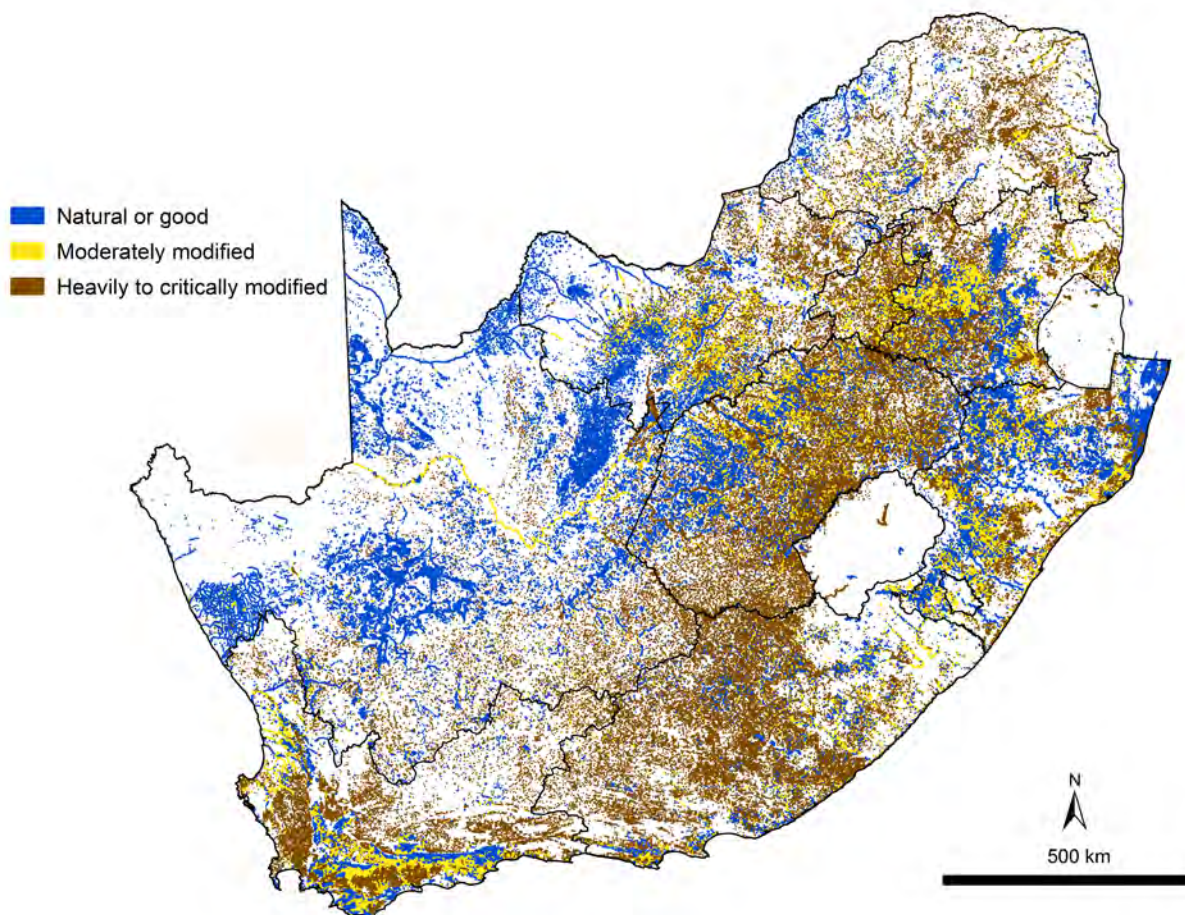 Natural or good
Moderately modified
Heavily to critically modified
N
500 km